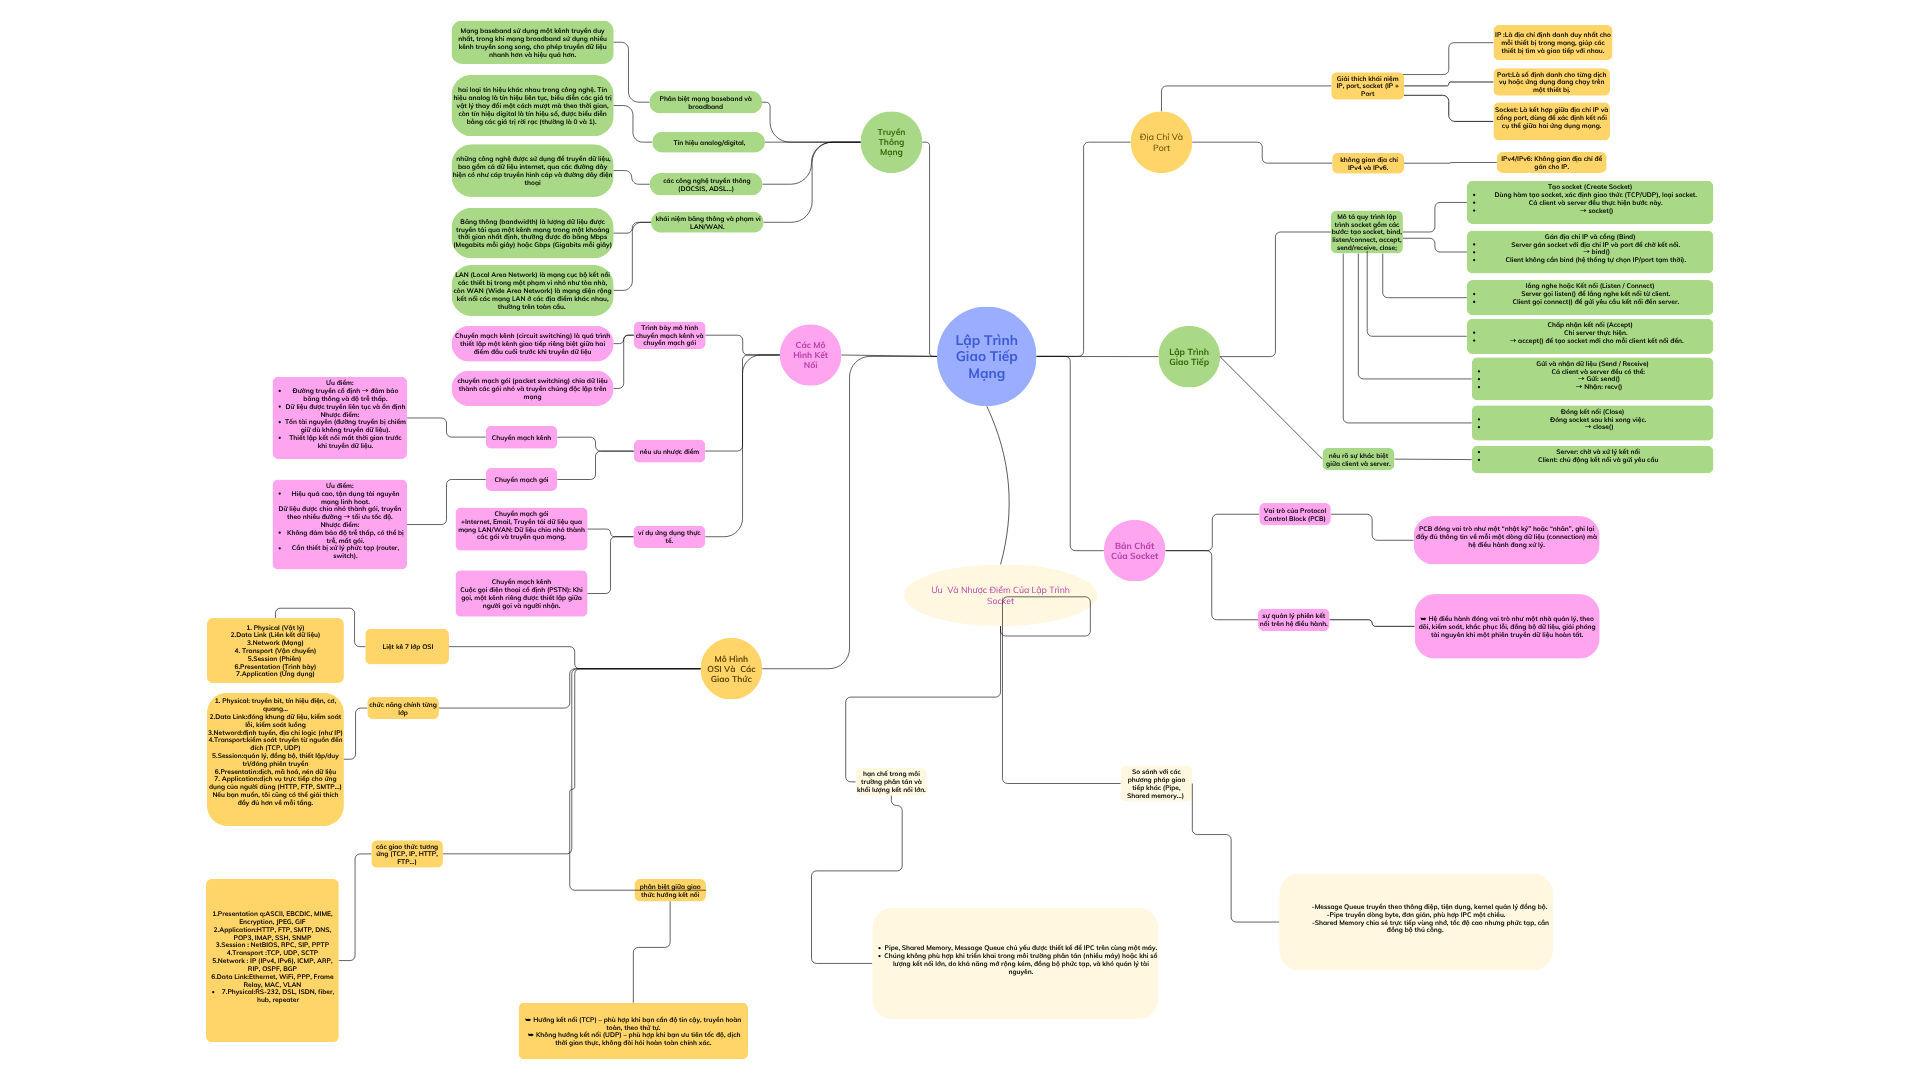 Lập Trình
Giao Tiếp
Mạng
Truyền
Thông
Mạng
Phân biệt mạng baseband và
broadband
Mạng baseband sử dụng một kênh truyền duy
nhất, trong khi mạng broadband sử dụng nhiều
kênh truyền song song, cho phép truyền dữ liệu
nhanh hơn và hiệu quả hơn.
Tín hiệu analog/digital,
hai loại tín hiệu khác nhau trong công nghệ. Tín
hiệu analog là tín hiệu liên tục, biểu diễn các giá trị
vật lý thay đổi một cách mượt mà theo thời gian,
còn tín hiệu digital là tín hiệu số, được biểu diễn
bằng các giá trị rời rạc (thường là 0 và 1).
các công nghệ truyền thông
(DOCSIS, ADSL...)
những công nghệ được sử dụng để truyền dữ liệu,
bao gồm cả dữ liệu internet, qua các đường dây
hiện có như cáp truyền hình cáp và đường dây điện
thoại
khái niệm băng thông và phạm vi
LAN/WAN.
Băng thông (bandwidth) là lượng dữ liệu được
truyền tải qua một kênh mạng trong một khoảng
thời gian nhất định, thường được đo bằng Mbps
(Megabits mỗi giây) hoặc Gbps (Gigabits mỗi giây)
LAN (Local Area Network) là mạng cục bộ kết nối
các thiết bị trong một phạm vi nhỏ như tòa nhà,
còn WAN (Wide Area Network) là mạng diện rộng
kết nối các mạng LAN ở các địa điểm khác nhau,
thường trên toàn cầu.
Các Mô
Hình Kết
Nối
Trình bày mô hình
chuyển mạch kênh và
chuyển mạch gói
Chuyển mạch kênh (circuit switching) là quá trình
thiết lập một kênh giao tiếp riêng biệt giữa hai
điểm đầu cuối trước khi truyền dữ liệu
chuyển mạch gói (packet switching) chia dữ liệu
thành các gói nhỏ và truyền chúng độc lập trên
mạng
nêu ưu nhược điểm
Chuyển mạch kênh
Ưu điểm:
• Đường truyền cố định → đảm bảo
băng thông và độ trễ thấp.
• Dữ liệu được truyền liên tục và ổn định
Nhược điểm:
• Tốn tài nguyên (đường truyền bị chiếm
giữ dù không truyền dữ liệu).
• Thiết lập kết nối mất thời gian trước
khi truyền dữ liệu.
Chuyển mạch gói
Ưu điểm:
• Hiệu quả cao, tận dụng tài nguyên
mạng linh hoạt.
Dữ liệu được chia nhỏ thành gói, truyền
theo nhiều đường → tối ưu tốc độ.
Nhược điểm:
• Không đảm bảo độ trễ thấp, có thể bị
trễ, mất gói.
• Cần thiết bị xử lý phức tạp (router,
switch).
ví dụ ứng dụng thực
tế.
Chuyển mạch gói
+Internet, Email, Truyền tải dữ liệu qua
mạng LAN/WAN: Dữ liệu chia nhỏ thành
các gói và truyền qua mạng.
Chuyển mạch kênh
Cuộc gọi điện thoại cố định (PSTN): Khi
gọi, một kênh riêng được thiết lập giữa
người gọi và người nhận.
Mô Hình
OSI Và  Các
Giao Thức
Liệt kê 7 lớp OSI
1. Physical (Vật lý)
2.Data Link (Liên kết dữ liệu)
3.Network (Mạng)
4. Transport (Vận chuyển)
5.Session (Phiên)
6.Presentation (Trình bày)
7.Application (Ứng dụng)
chức năng chính từng
lớp
1. Physical: truyền bit, tín hiệu điện, cơ,
quang...
2.Data Link:đóng khung dữ liệu, kiểm soát
lỗi, kiểm soát luồng
3.Netword:định tuyến, địa chỉ logic (như IP)
4.Transport:kiểm soát truyền từ nguồn đến
đích (TCP, UDP)
5.Session:quản lý, đồng bộ, thiết lập/duy
trì/đóng phiên truyền
6.Presentatin:dịch, mã hoá, nén dữ liệu
7. Application:dịch vụ trực tiếp cho ứng
dụng của người dùng (HTTP, FTP, SMTP...)
Nếu bạn muốn, tôi cũng có thể giải thích
đầy đủ hơn về mỗi tầng.
các giao thức tương
ứng (TCP, IP, HTTP,
FTP...)
1.Presentation q:ASCII, EBCDIC, MIME,
Encryption, JPEG, GIF
2.Application:HTTP, FTP, SMTP, DNS,
POP3, IMAP, SSH, SNMP
3.Session : NetBIOS, RPC, SIP, PPTP
4.Transport :TCP, UDP, SCTP
5.Network : IP (IPv4, IPv6), ICMP, ARP,
RIP, OSPF, BGP
6.Data Link:Ethernet, WiFi, PPP, Frame
Relay, MAC, VLAN
• 7.Physical:RS-232, DSL, ISDN, fiber,
hub, repeater
phân biệt giữa giao
thức hướng kết nối
➥ Hướng kết nối (TCP) – phù hợp khi bạn cần độ tin cậy, truyền hoàn
toàn, theo thứ tự.
➥ Không hướng kết nối (UDP) – phù hợp khi bạn ưu tiên tốc độ, dịch
thời gian thực, không đòi hỏi hoàn toàn chính xác.
Địa Chỉ Và
Port
Giải thích khái niệm
IP, port, socket (IP +
Port
IP :Là địa chỉ định danh duy nhất cho
mỗi thiết bị trong mạng, giúp các
thiết bị tìm và giao tiếp với nhau.
Port:Là số định danh cho từng dịch
vụ hoặc ứng dụng đang chạy trên
một thiết bị.
Socket: Là kết hợp giữa địa chỉ IP và
cổng port, dùng để xác định kết nối
cụ thể giữa hai ứng dụng mạng.
không gian địa chỉ
IPv4 và IPv6.
IPv4/IPv6: Không gian địa chỉ để
gán cho IP.
Lập Trình
Giao Tiếp
Mô tả quy trình lập
trình socket gồm các
bước: tạo socket, bind,
listen/connect, accept,
send/receive, close;
Tạo socket (Create Socket)
• Dùng hàm tạo socket, xác định giao thức (TCP/UDP), loại socket.
• Cả client và server đều thực hiện bước này.
• → socket()
Gán địa chỉ IP và cổng (Bind)
• Server gán socket với địa chỉ IP và port để chờ kết nối.
• → bind()
• Client không cần bind (hệ thống tự chọn IP/port tạm thời).
lắng nghe hoặc Kết nối (Listen / Connect)
• Server gọi listen() để lắng nghe kết nối từ client.
• Client gọi connect() để gửi yêu cầu kết nối đến server.
Chấp nhận kết nối (Accept)
• Chỉ server thực hiện.
• → accept() để tạo socket mới cho mỗi client kết nối đến.
Gửi và nhận dữ liệu (Send / Receive)
• Cả client và server đều có thể:
• → Gửi: send()
• → Nhận: recv()
Đóng kết nối (Close)
• Đóng socket sau khi xong việc.
• → close()
nêu rõ sự khác biệt
giữa client và server.
• Server: chờ và xử lý kết nối
• Client: chủ động kết nối và gửi yêu cầu
Bản Chất
Của Socket
Vai trò của Protocol
Control Block (PCB)
PCB đóng vai trò như một “nhật ký” hoặc “nhãn”, ghi lại
đầy đủ thông tin về mỗi một dòng dữ liệu (connection) mà
hệ điều hành đang xử lý.
sự quản lý phiên kết
nối trên hệ điều hành.
➥ Hệ điều hành đóng vai trò như một nhà quản lý, theo
dõi, kiểm soát, khắc phục lỗi, đồng bộ dữ liệu, giải phóng
tài nguyên khi một phiên truyền dữ liệu hoàn tất.
Ưu  Và Nhược Điểm Của Lập Trình
Socket
hạn chế trong môi
trường phân tán và
khối lượng kết nối lớn.
• Pipe, Shared Memory, Message Queue chủ yếu được thiết kế để IPC trên cùng một máy.
• Chúng không phù hợp khi triển khai trong môi trường phân tán (nhiều máy) hoặc khi số
lượng kết nối lớn, do khả năng mở rộng kém, đồng bộ phức tạp, và khó quản lý tài
nguyên.
So sánh với các
phương pháp giao
tiếp khác (Pipe,
Shared memory...)
-Message Queue truyền theo thông điệp, tiện dụng, kernel quản lý đồng bộ.
-Pipe truyền dòng byte, đơn giản, phù hợp IPC một chiều.
-Shared Memory chia sẻ trực tiếp vùng nhớ, tốc độ cao nhưng phức tạp, cần
đồng bộ thủ công.